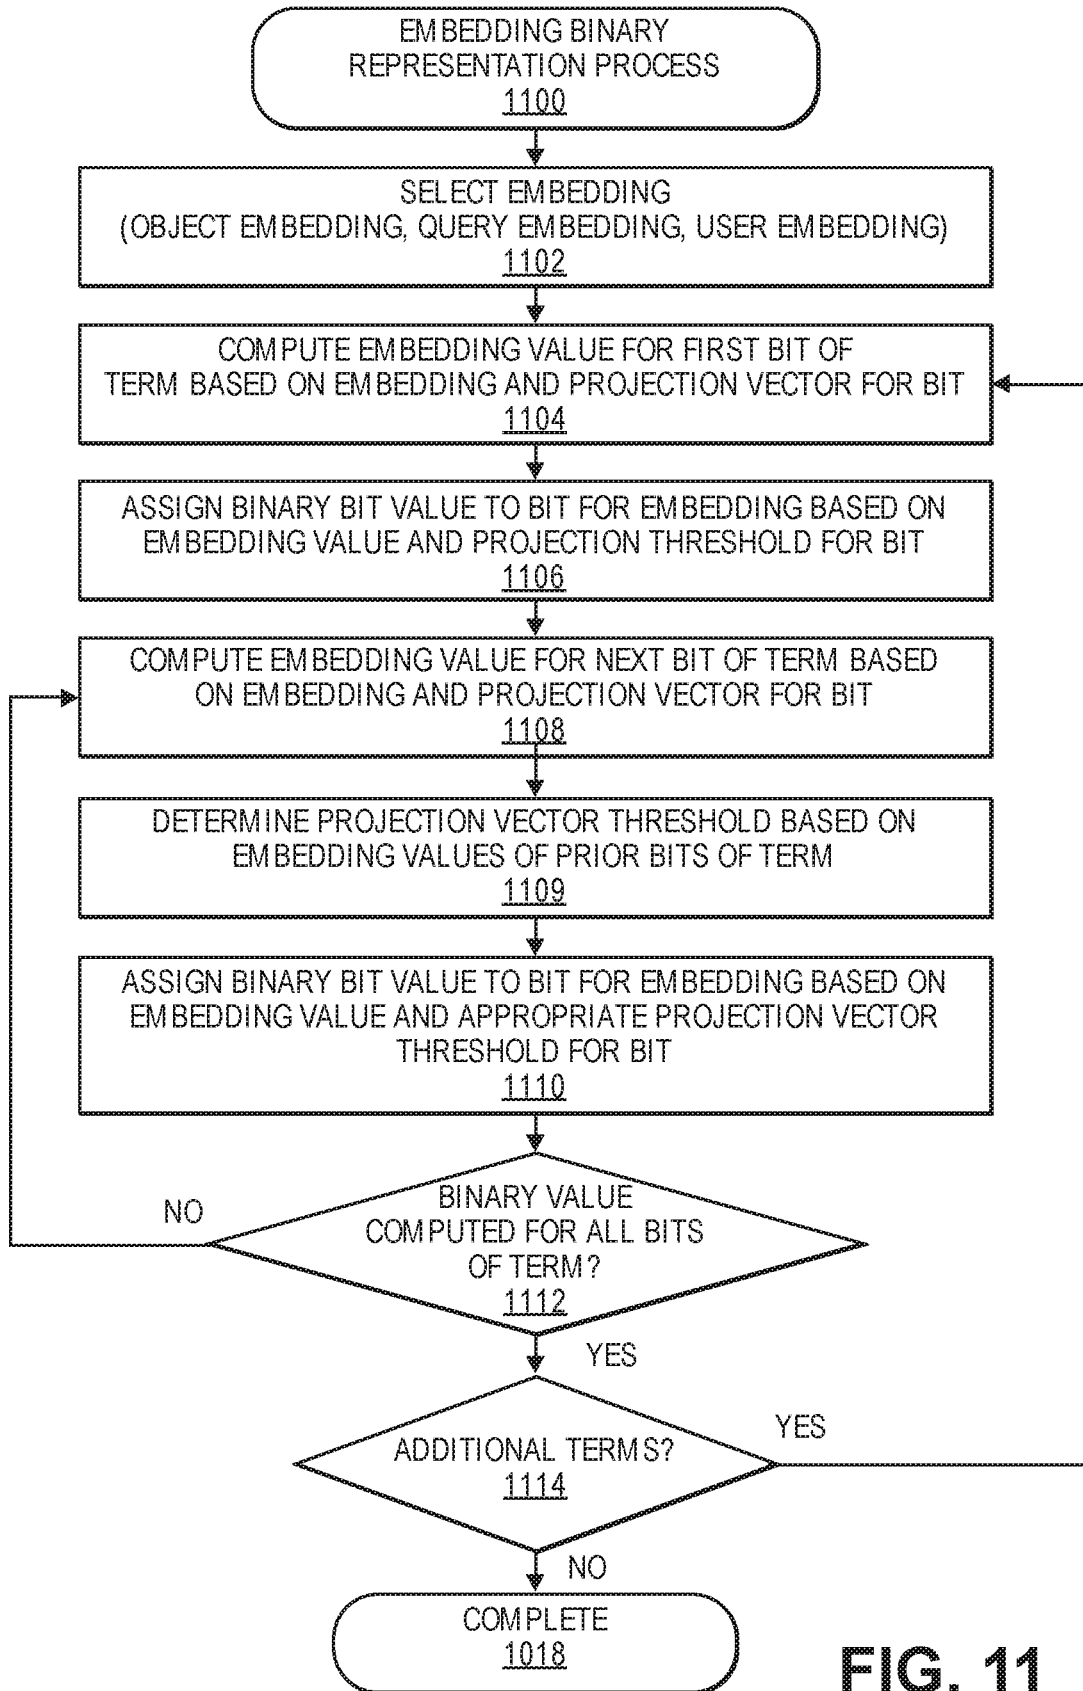 EMBEDDING BINARY
REPRESENTATION PROCESS
1100
SELECT EMBEDDING
(OBJECT EMBEDDING, QUERY EMBEDDING, USER EMBEDDING)
1102
COMPUTE EMBEDDING VALUE FOR FIRST BIT OF
TERM BASED ON EMBEDDING AND PROJECTION VECTOR FOR BIT
1104
ASSIGN BINARY BIT VALUE TO BIT FOR EMBEDDING BASED ON
EMBEDDING VALUE AND PROJECTION THRESHOLD FOR BIT
1106
COMPUTE EMBEDDING VALUE FOR NEXT BIT OF TERM BASED
ON EMBEDDING AND PROJECTION VECTOR FOR BIT
1108
DETERMINE PROJECTION VECTOR THRESHOLD BASED ON
EMBEDDING VALUES OF PRIOR BITS OF TERM
1109
ASSIGN BINARY BIT VALUE TO BIT FOR EMBEDDING BASED ON
EMBEDDING VALUE AND APPROPRIATE PROJECTION VECTOR
THRESHOLD FOR BIT
1110
NO
BINARY VALUE
COMPUTED FOR ALL BITS
OF TERM?
1112
YES
ADDITIONAL TERMS?
1114
YES
NO
COMPLETE
1018
FIG. 11